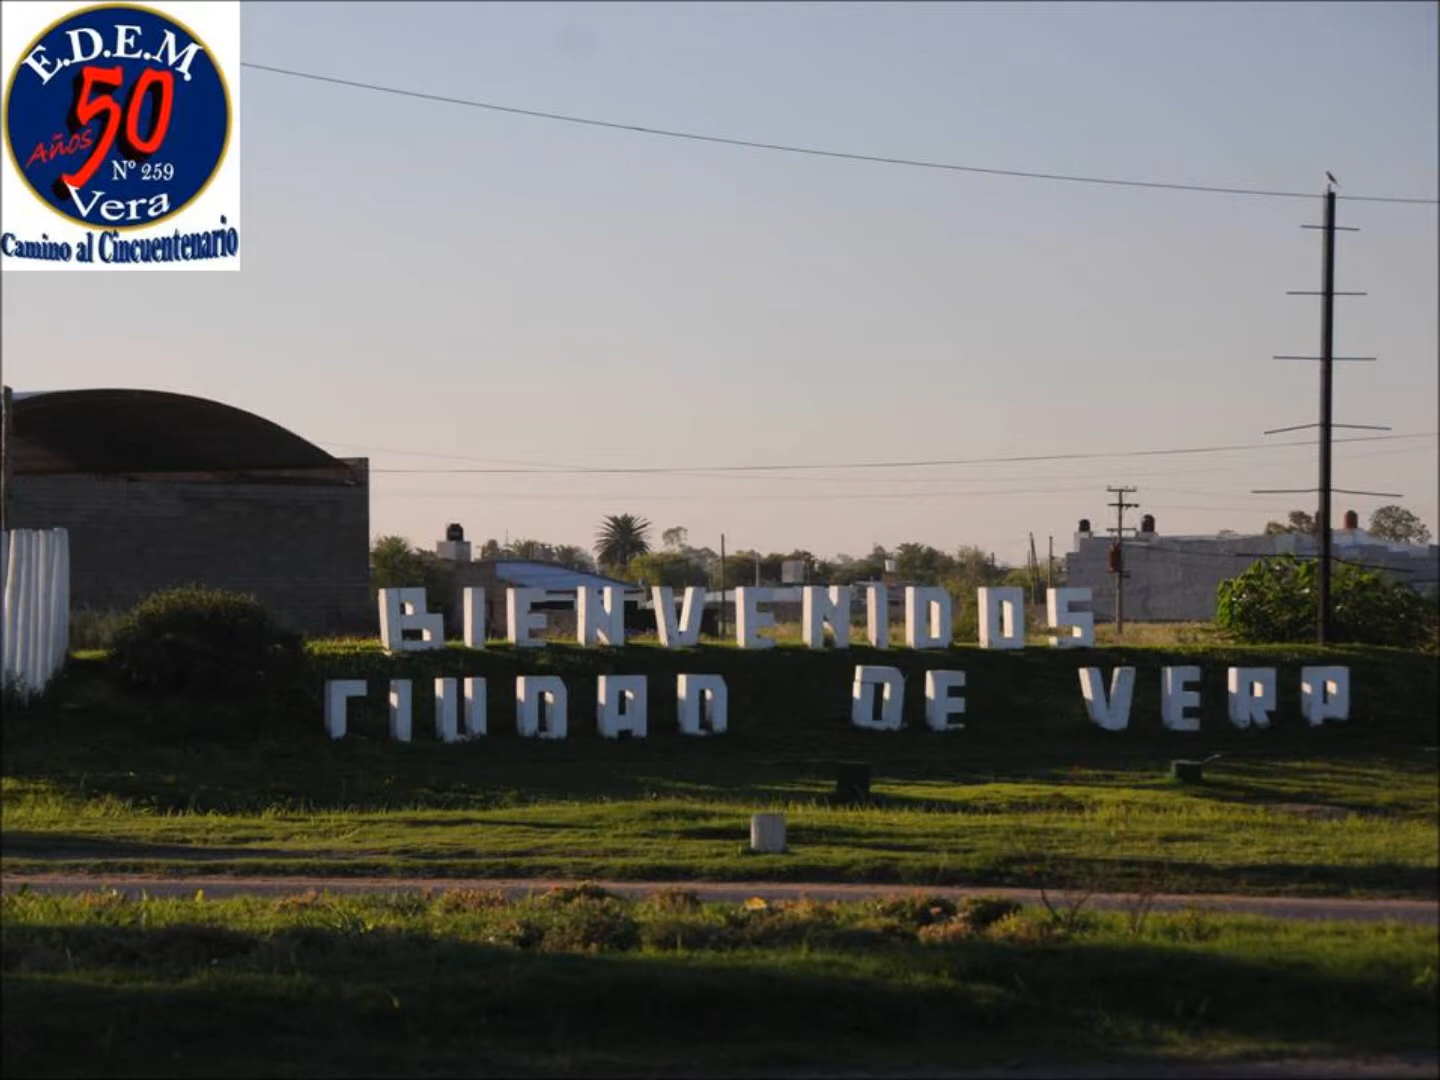 E.D.E.M.
50
Años
Nº 259
Vera
Camino al Cincuentenario
BIENVENIDOS
CIUDAD DE VERA